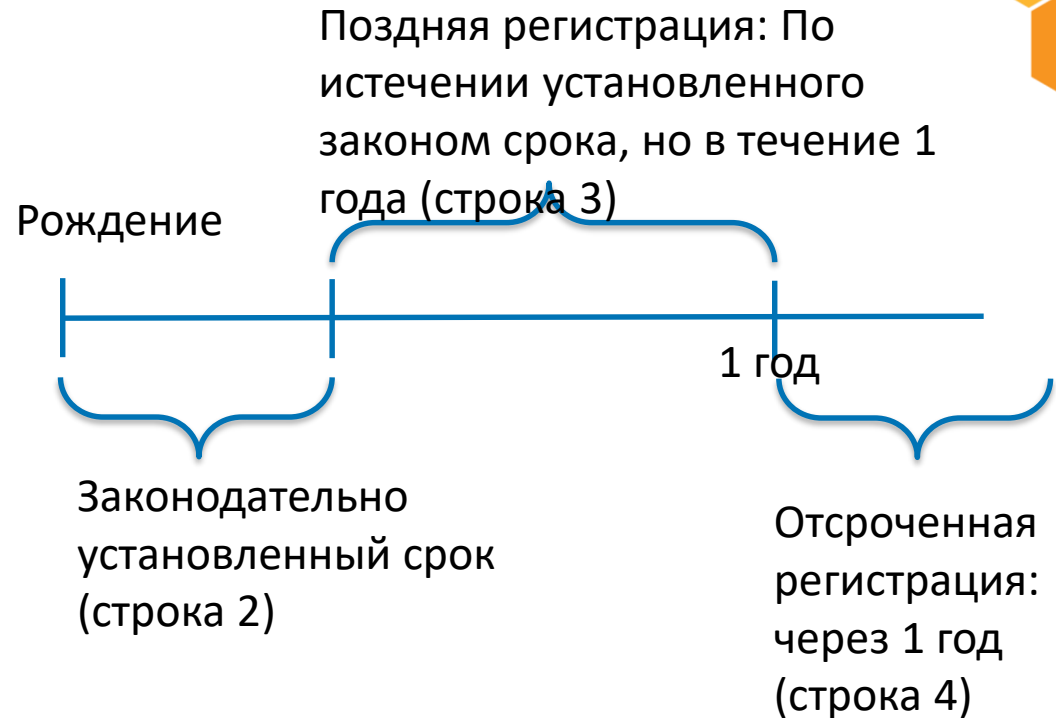 Поздняя регистрация: По
истечении установленного
законом срока, но в течение 1
года (строка 3)
Рождение
1 год
Законодательно
установленный срок
(строка 2)
Отсроченная
регистрация:
через 1 год
(строка 4)